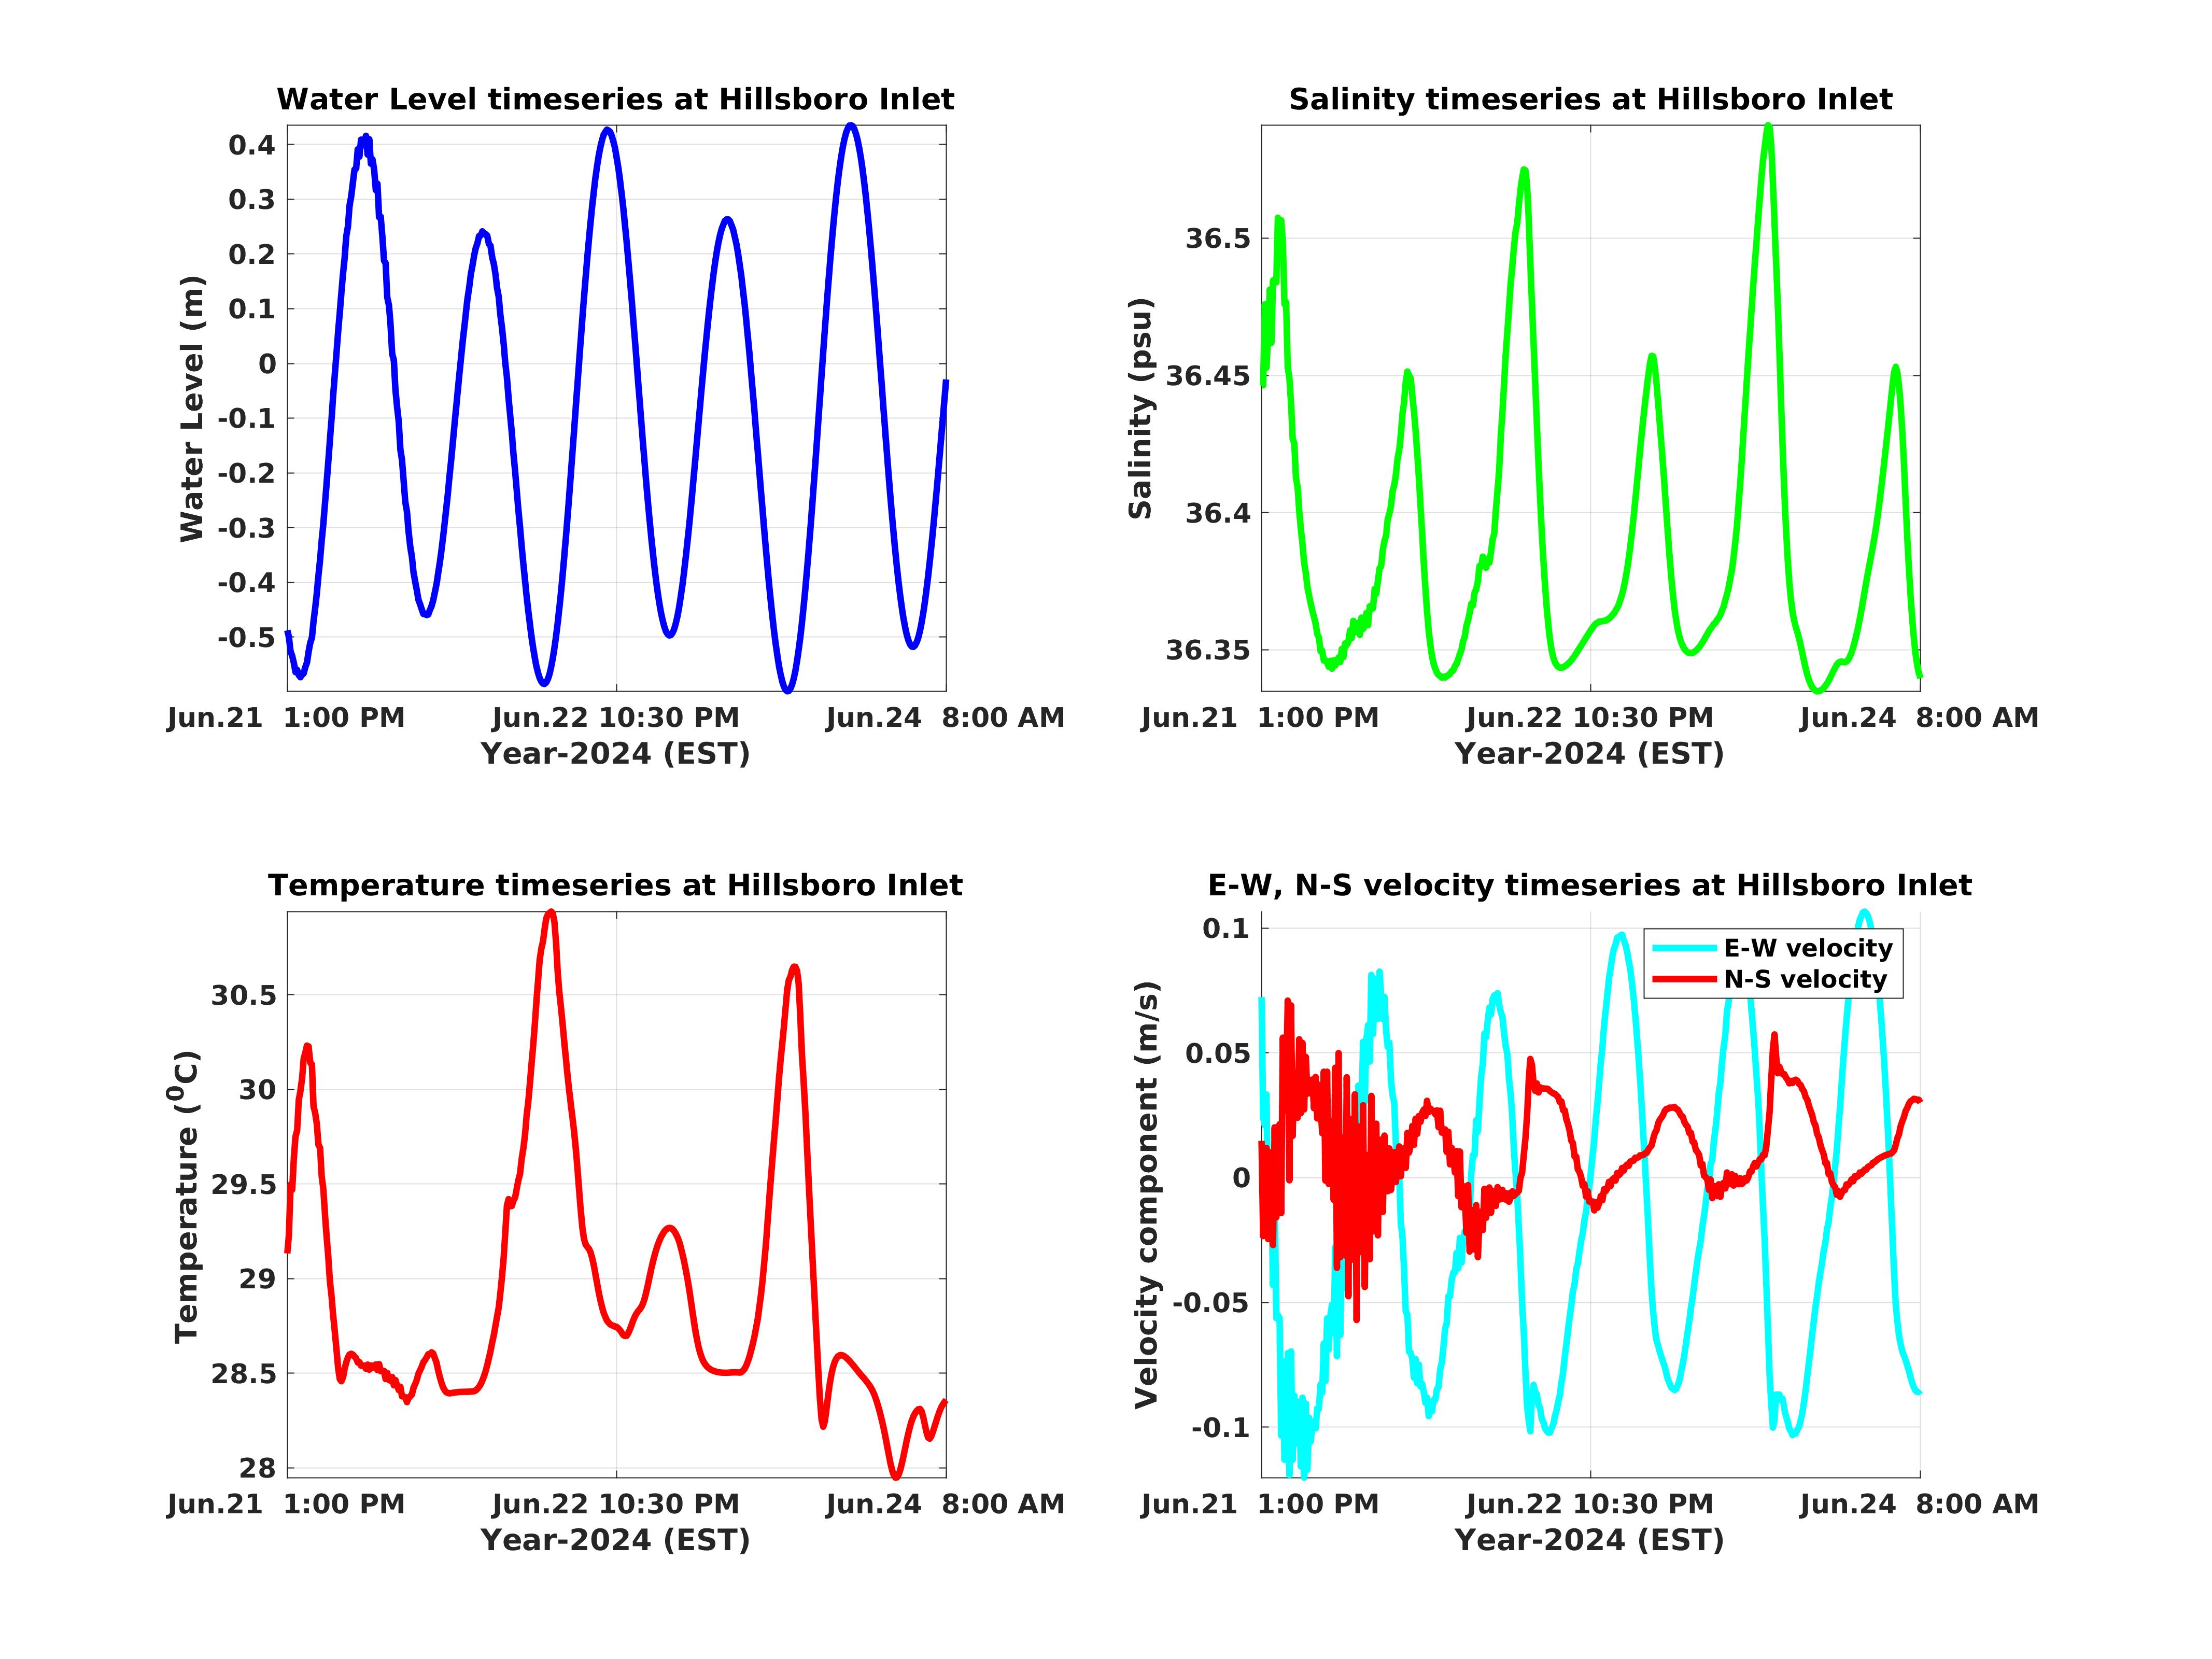 Water Level timeseries at Hillsboro Inlet
Water Level (m)
0.4
0.3
0.2
0.1
0
-0.1
-0.2
-0.3
-0.4
-0.5
Jun.21 1:00 PM
Jun.22 10:30 PM
Jun.24 8:00 AM
Year-2024 (EST)
Salinity timeseries at Hillsboro Inlet
Salinity (psu)
36.5
36.45
36.4
36.35
Jun.21 1:00 PM
Jun.22 10:30 PM
Jun.24 8:00 AM
Year-2024 (EST)
Temperature timeseries at Hillsboro Inlet
Temperature (⁰C)
30.5
30
29.5
29
28.5
28
Jun.21 1:00 PM
Jun.22 10:30 PM
Jun.24 8:00 AM
Year-2024 (EST)
E-W, N-S velocity timeseries at Hillsboro Inlet
Velocity component (m/s)
0.1
0.05
0
-0.05
-0.1
E-W velocity
N-S velocity
Jun.21 1:00 PM
Jun.22 10:30 PM
Jun.24 8:00 AM
Year-2024 (EST)